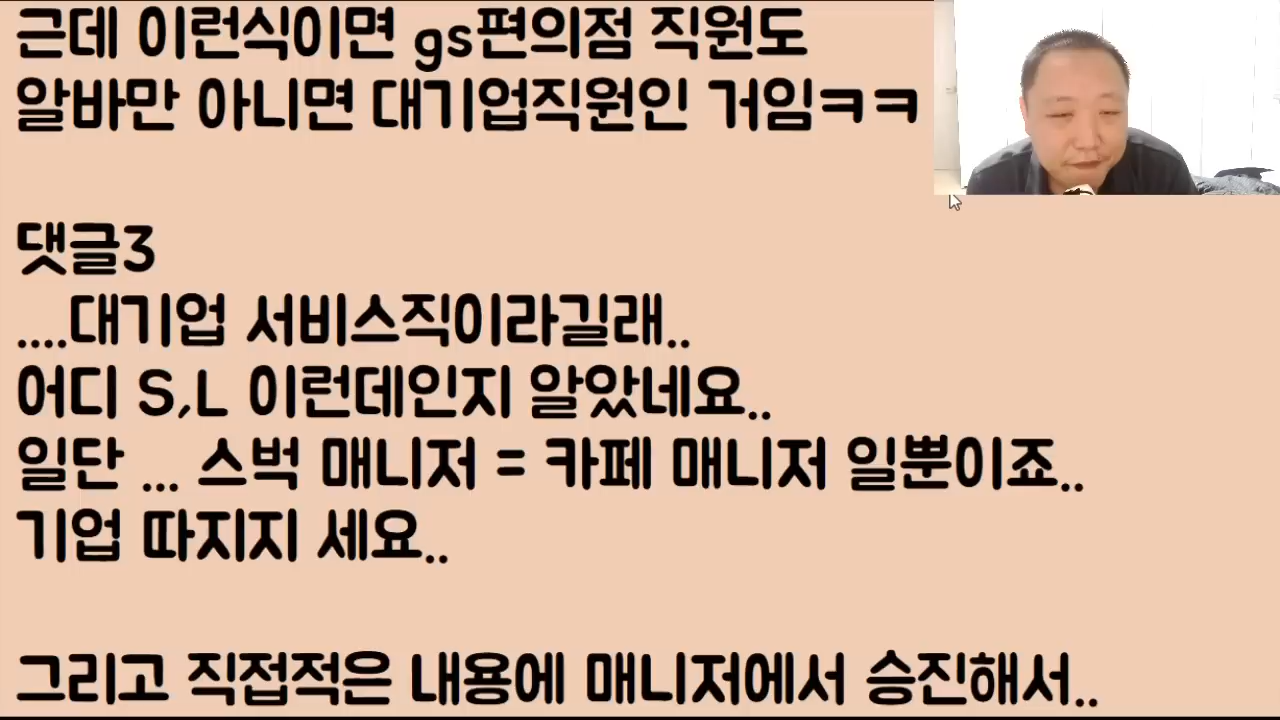 근데 이런식이면 gs편의점 직원도
알바만 아니면 대기업직원인 거임ㅋㅋ
댓글3
....대기업 서비스직이라길래..
어디 S,L 이런데인지 알았네요..
일단 ... 스벅 매니저 = 카페 매니저 일뿐이죠..
기업 따지지 세요..
그리고 직접적은 내용에 매니저에서 승진해서..